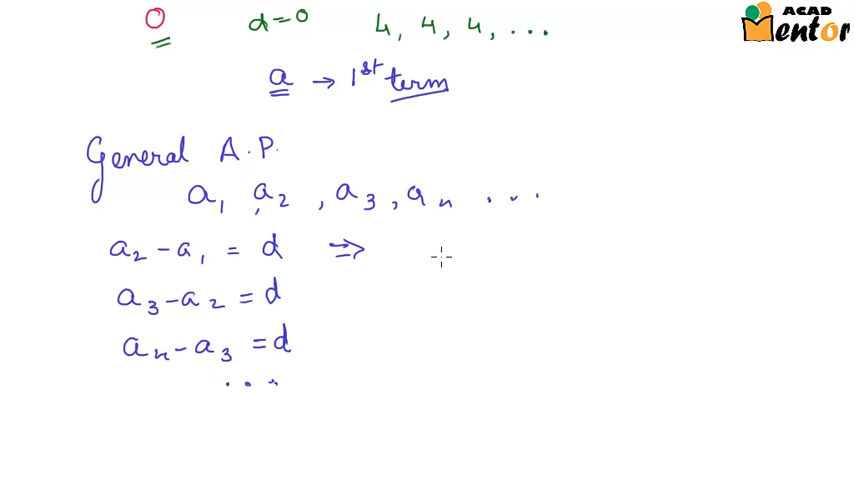 0 d=0 4, 4, 4, ...
a → 1st term
General A.P.
a1, a2, a3, a4 ...
a2 - a1 = d ⇒
a3 - a2 = d
a4 - a3 = d
...
ACAD
Mentor